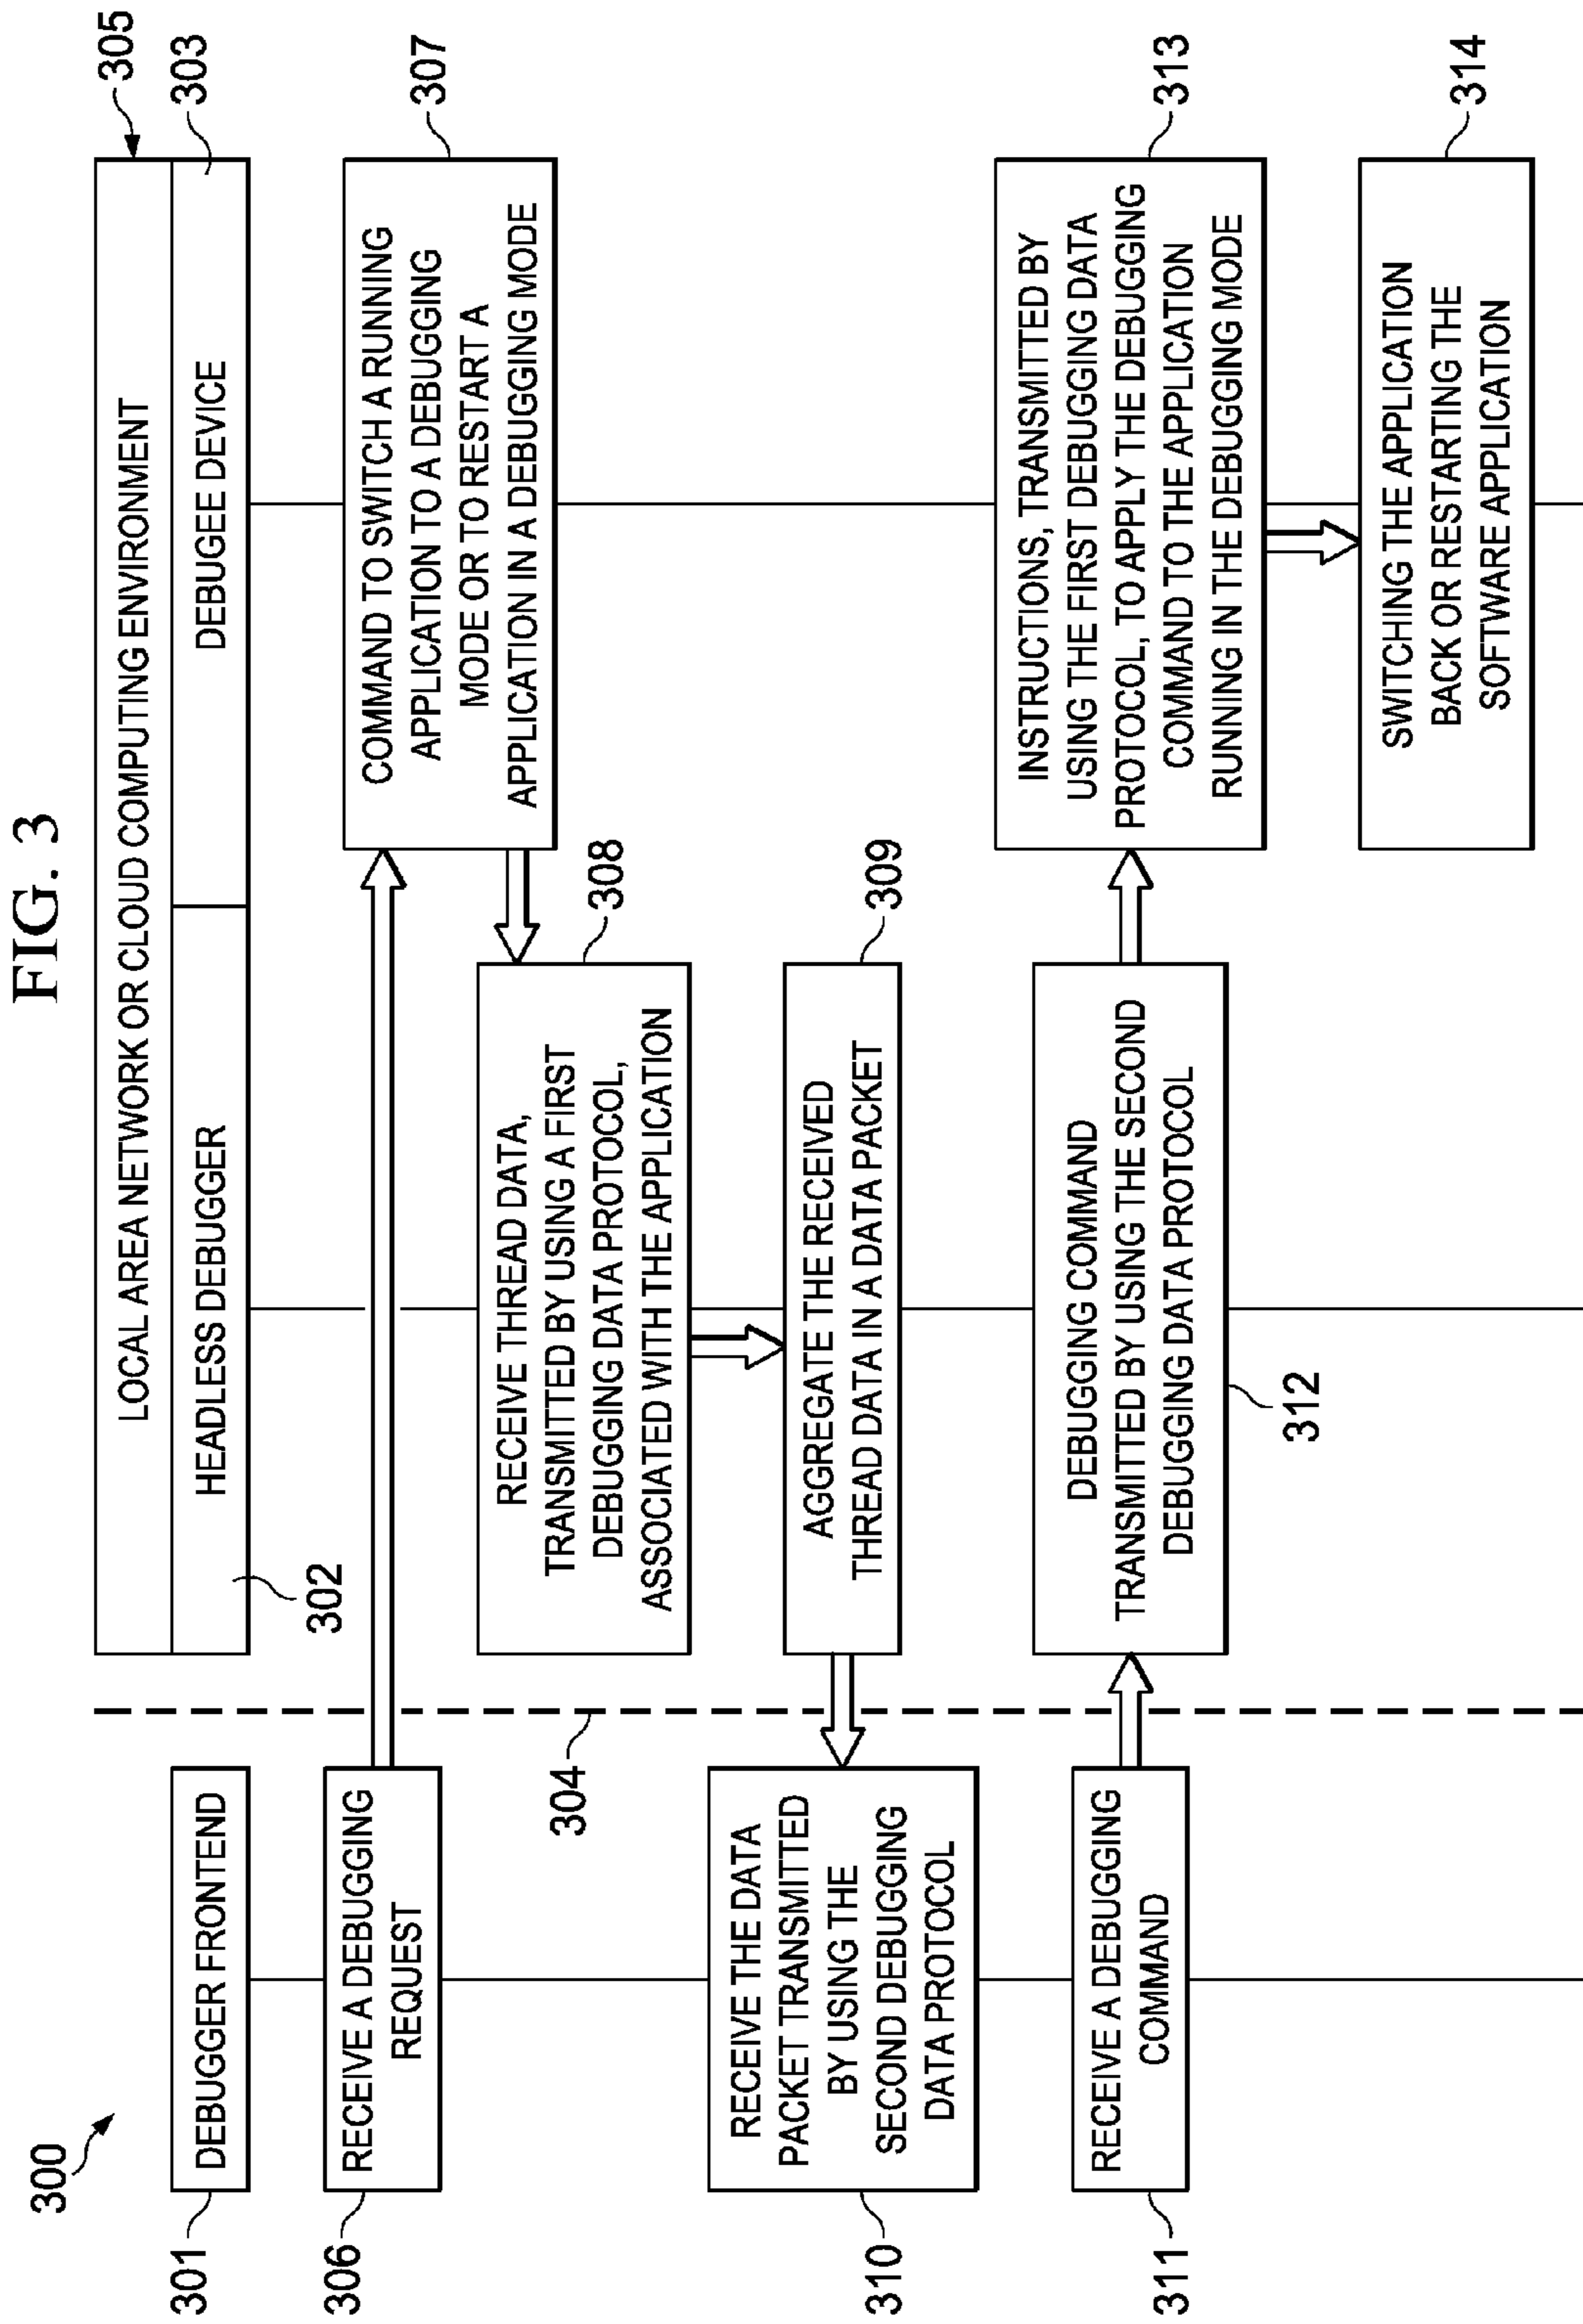 FIG. 3
300
305
LOCAL AREA NETWORK OR CLOUD COMPUTING ENVIRONMENT
301
DEBUGGER FRONTEND
HEADLESS DEBUGGER
302
DEBUGEE DEVICE
303
306
RECEIVE A DEBUGGING
REQUEST
COMMAND TO SWITCH A RUNNING
APPLICATION TO A DEBUGGING
MODE OR TO RESTART A
APPLICATION IN A DEBUGGING MODE
307
304
RECEIVE THREAD DATA,
TRANSMITTED BY USING A FIRST
DEBUGGING DATA PROTOCOL,
ASSOCIATED WITH THE APPLICATION
308
AGGREGATE THE RECEIVED
THREAD DATA IN A DATA PACKET
309
310
RECEIVE THE DATA
PACKET TRANSMITTED
BY USING THE
SECOND DEBUGGING
DATA PROTOCOL
311
RECEIVE A DEBUGGING
COMMAND
DEBUGGING COMMAND
TRANSMITTED BY USING THE SECOND
DEBUGGING DATA PROTOCOL
312
INSTRUCTIONS, TRANSMITTED BY
USING THE FIRST DEBUGGING DATA
PROTOCOL, TO APPLY THE DEBUGGING
COMMAND TO THE APPLICATION
RUNNING IN THE DEBUGGING MODE
313
SWITCHING THE APPLICATION
BACK OR RESTARTING THE
SOFTWARE APPLICATION
314